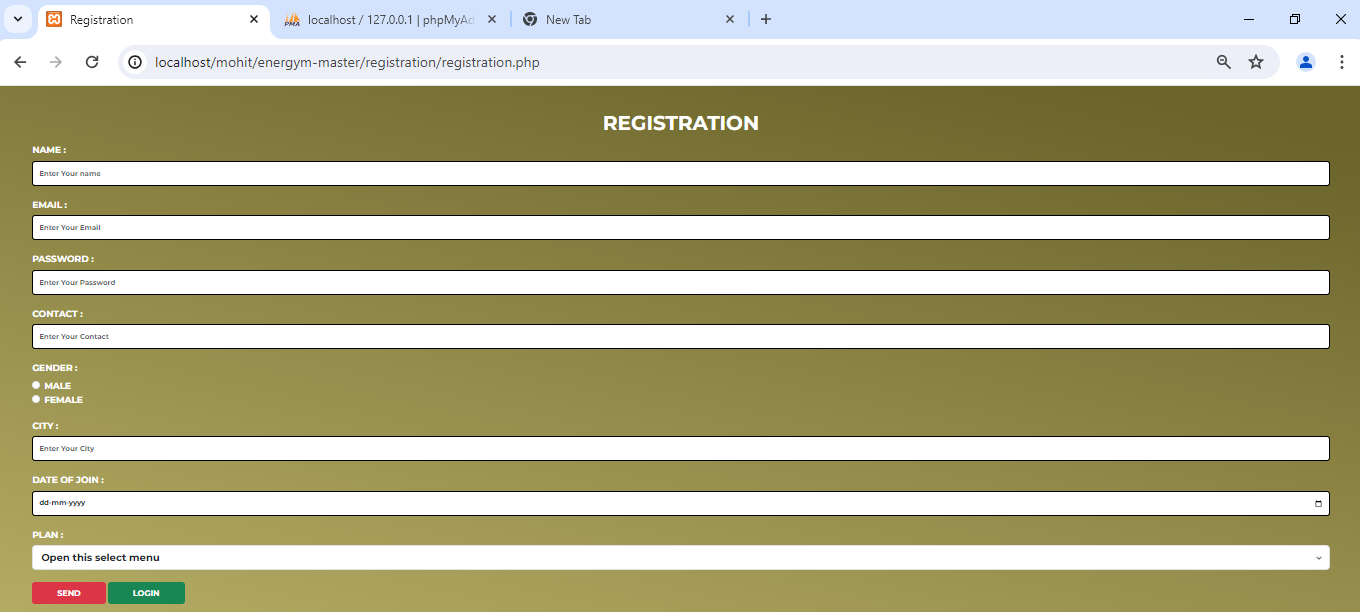 Registration
localhost / 127.0.0.1 | phpMyAd
New Tab
localhost/mohit/energym-master/registration/registration.php
REGISTRATION
NAME :
Enter Your name
EMAIL :
Enter Your Email
PASSWORD :
Enter Your Password
CONTACT :
Enter Your Contact
GENDER :
MALE
FEMALE
CITY :
Enter Your City
DATE OF JOIN :
dd-mm-yyyy
PLAN :
Open this select menu
SEND LOGIN